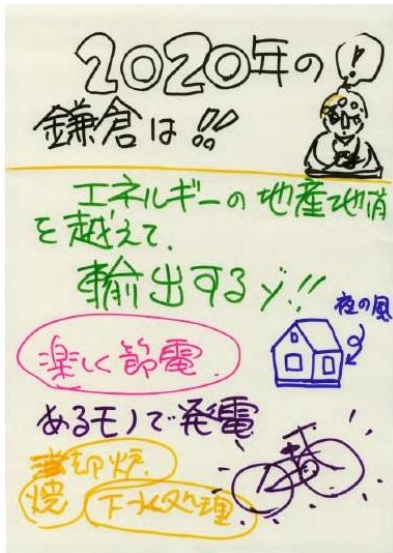 2020年の
!
鎌倉は!!
エネルギーの地産地消
を越えて、
輸出するゾ!!
夜の風
楽しく節電
あるモノで発電
却炉
焼
下水処理